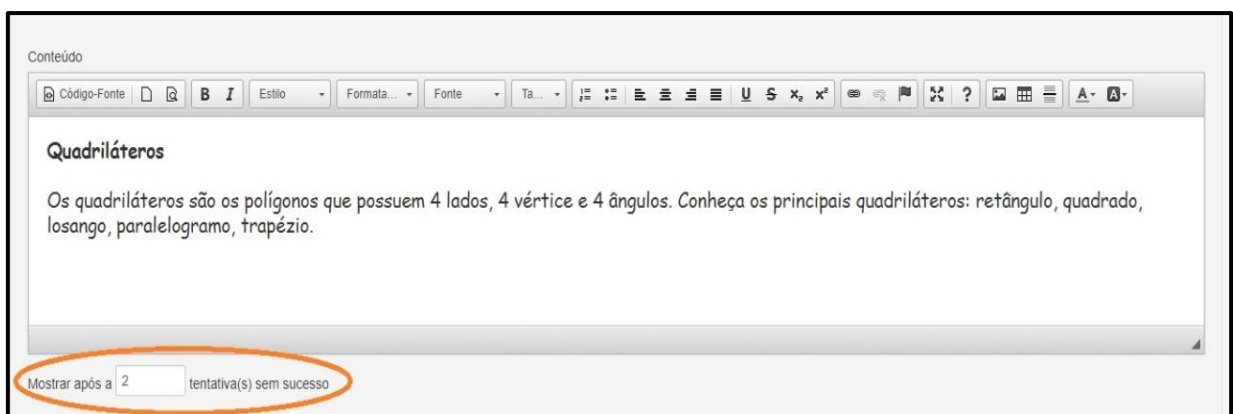 Conteúdo
Código-Fonte B I Estilo Formata... Fonte Ta... U S x₂ x² ? A A
Quadriláteros
Os quadriláteros são os polígonos que possuem 4 lados, 4 vértice e 4 ângulos. Conheça os principais quadriláteros: retângulo, quadrado,
losango, paralelogramo, trapézio.
Mostrar após a 2 tentativa(s) sem sucesso